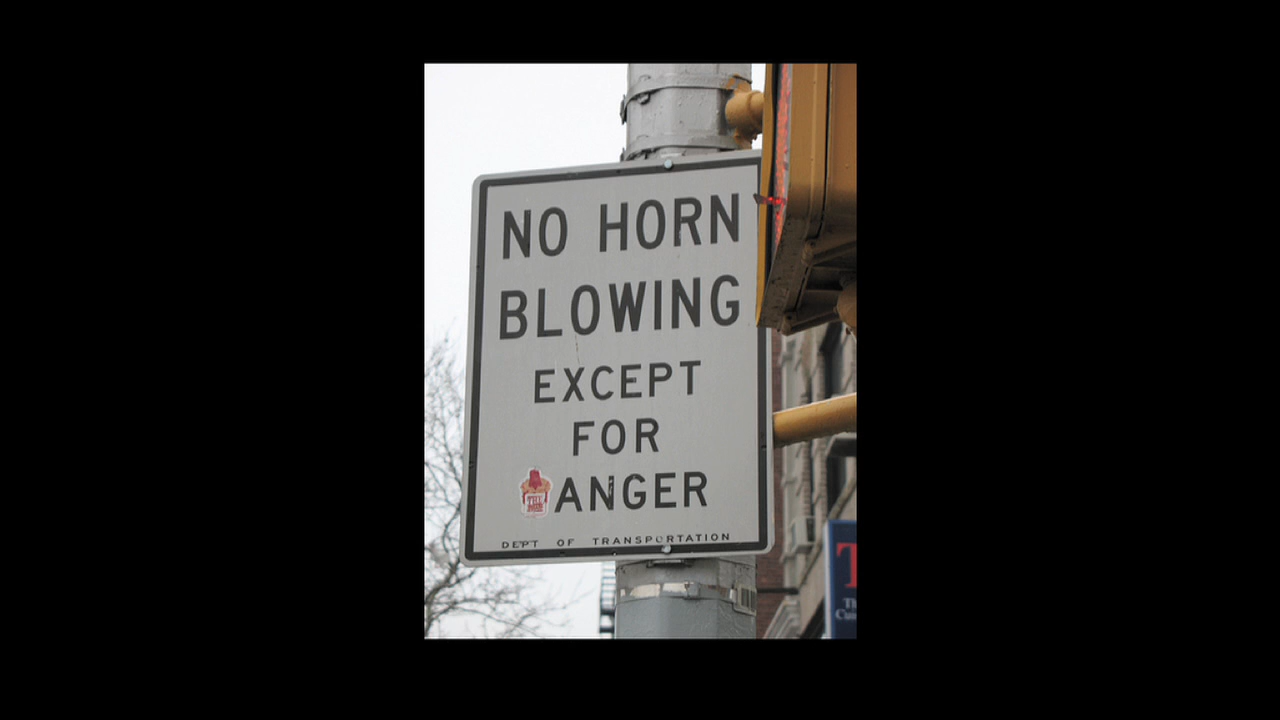 NO HORN
BLOWING
EXCEPT
FOR
ANGER
DEPT OF TRANSPORTATION
T